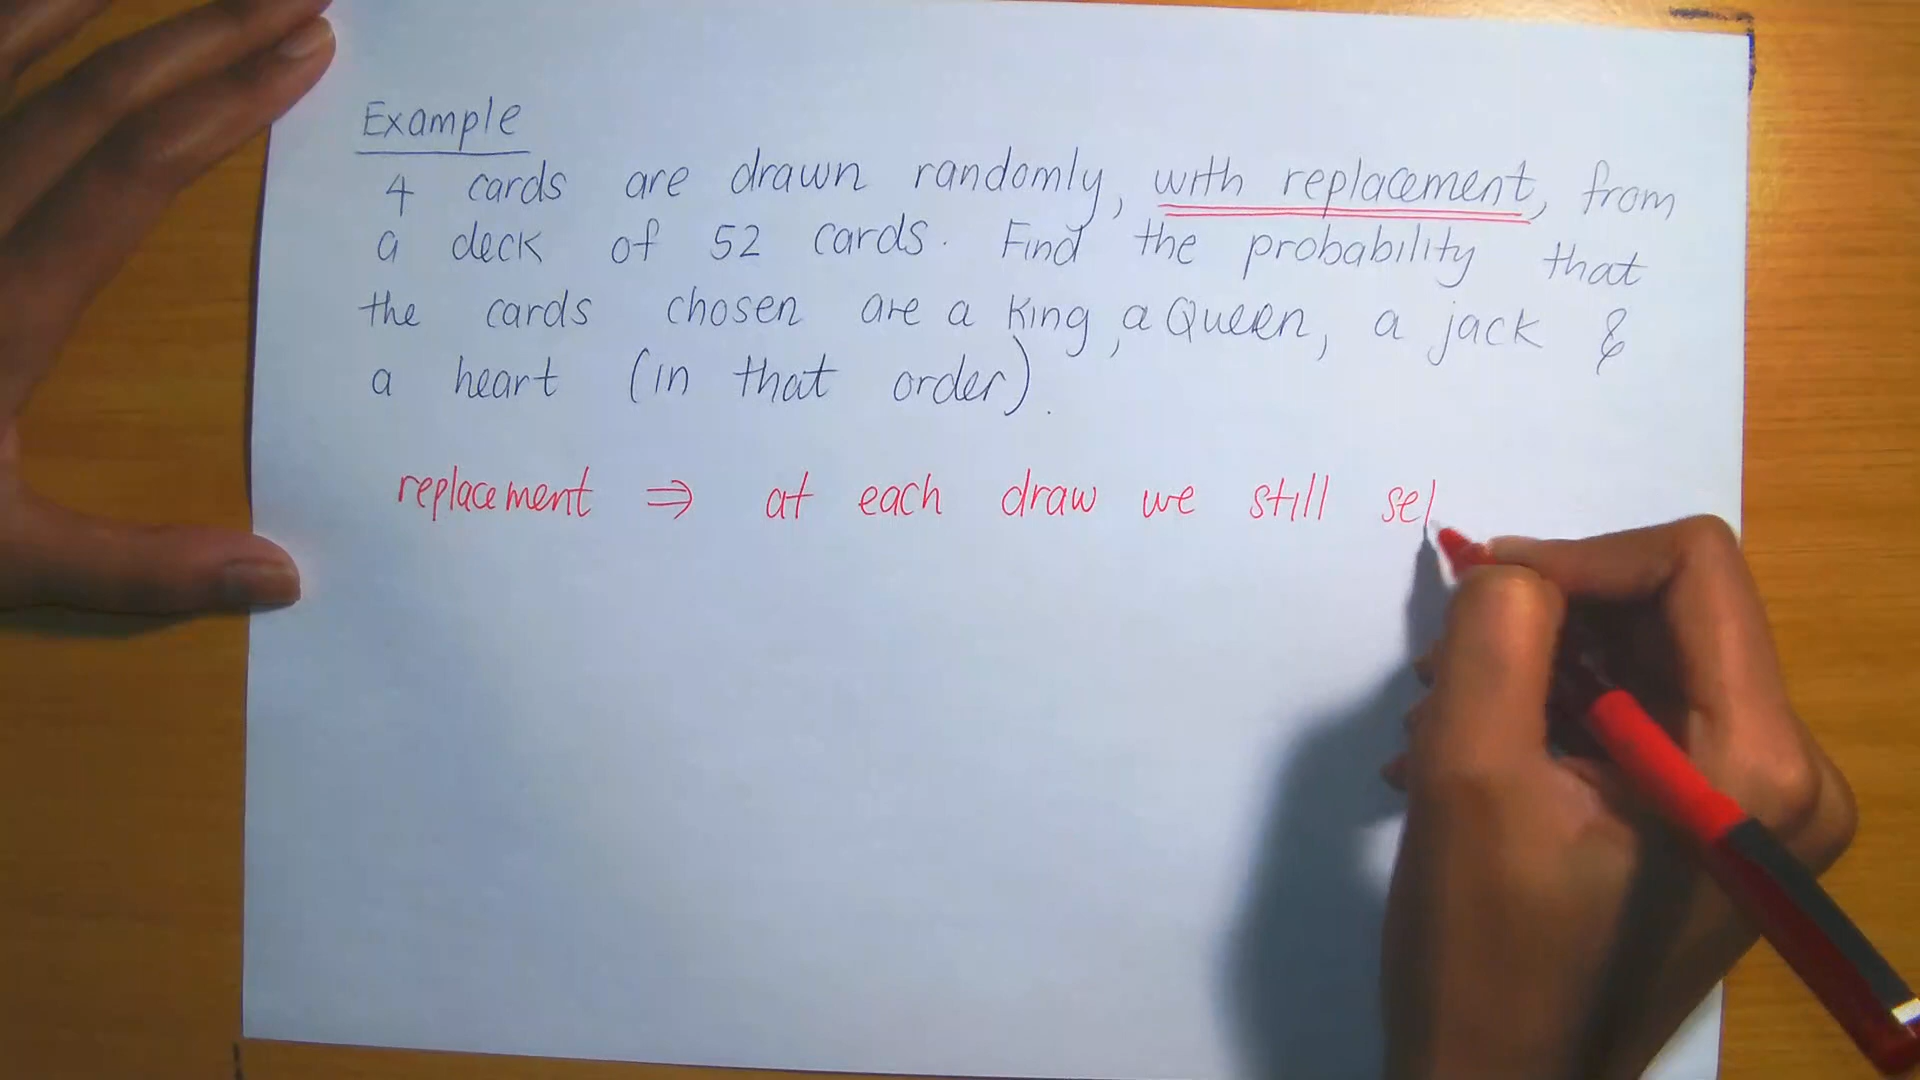 Example
4 cards are drawn randomly, with replacement, from
a deck of 52 cards. Find the probability that
the cards chosen are a King, a Queen, a jack &
a heart (in that order).
replacement ⇒ at each draw we still sel